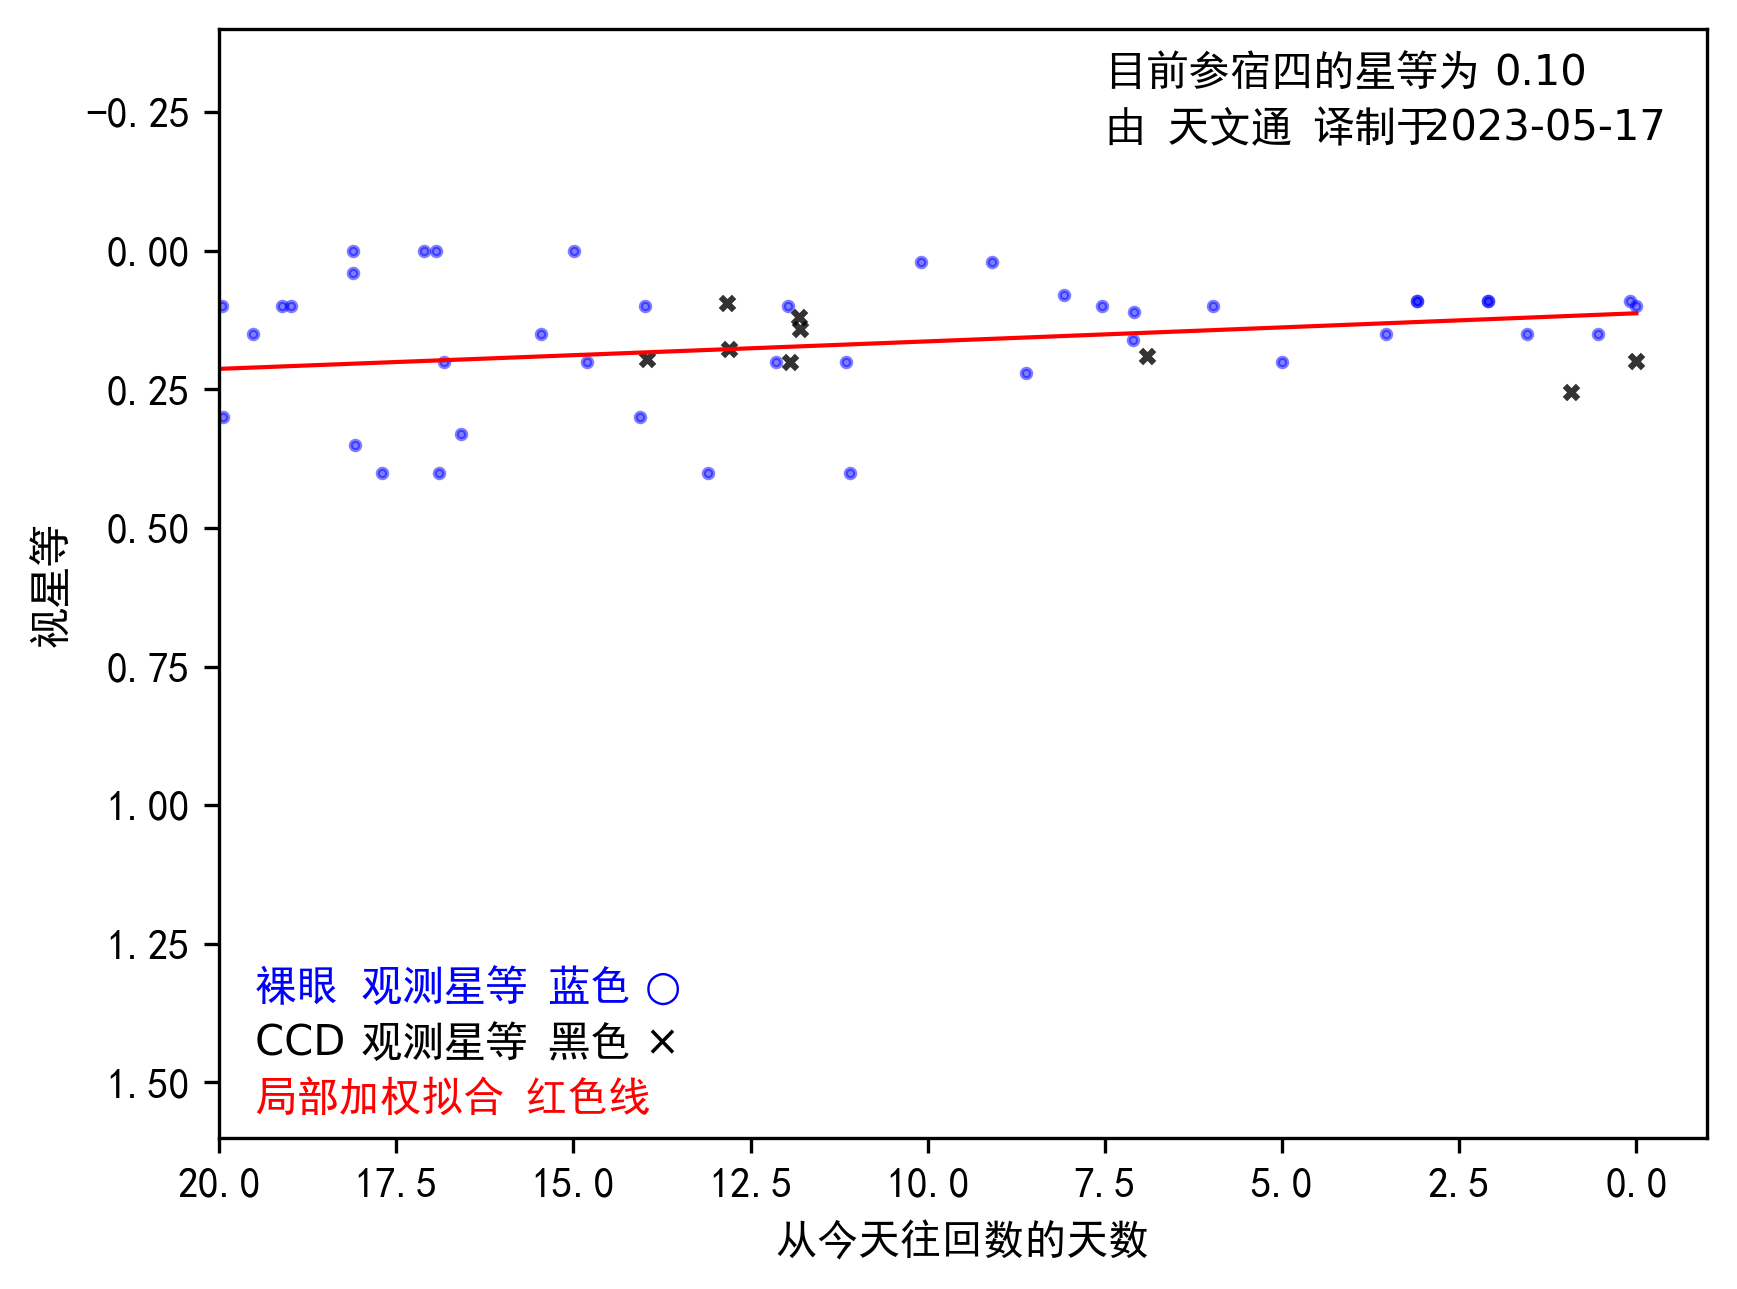 目前参宿四的星等为 0.10
由 天文通 译制于2023-05-17
−0.25
0.00
0.25
0.50
0.75
1.00
1.25
1.50
视星等
裸眼 观测星等 蓝色 ○
CCD 观测星等 黑色 ×
局部加权拟合 红色线
20.0 17.5 15.0 12.5 10.0 7.5 5.0 2.5 0.0
从今天往回数的天数